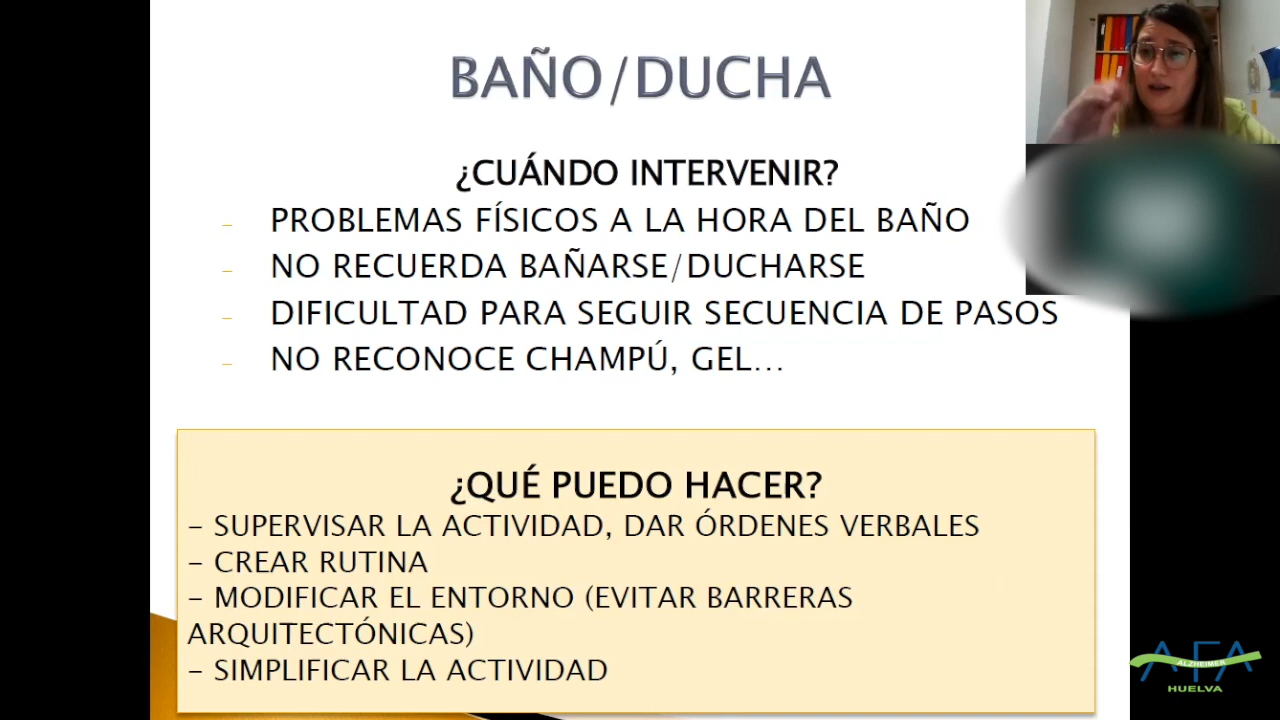 BAÑO/DUCHA
¿CUÁNDO INTERVENIR?
– PROBLEMAS FÍSICOS A LA HORA DEL BAÑO
– NO RECUERDA BAÑARSE/DUCHARSE
– DIFICULTAD PARA SEGUIR SECUENCIA DE PASOS
– NO RECONOCE CHAMPÚ, GEL...
¿QUÉ PUEDO HACER?
– SUPERVISAR LA ACTIVIDAD, DAR ÓRDENES VERBALES
– CREAR RUTINA
– MODIFICAR EL ENTORNO (EVITAR BARRERAS
ARQUITECTÓNICAS)
– SIMPLIFICAR LA ACTIVIDAD
AFA
ALZHEIMER
HUELVA